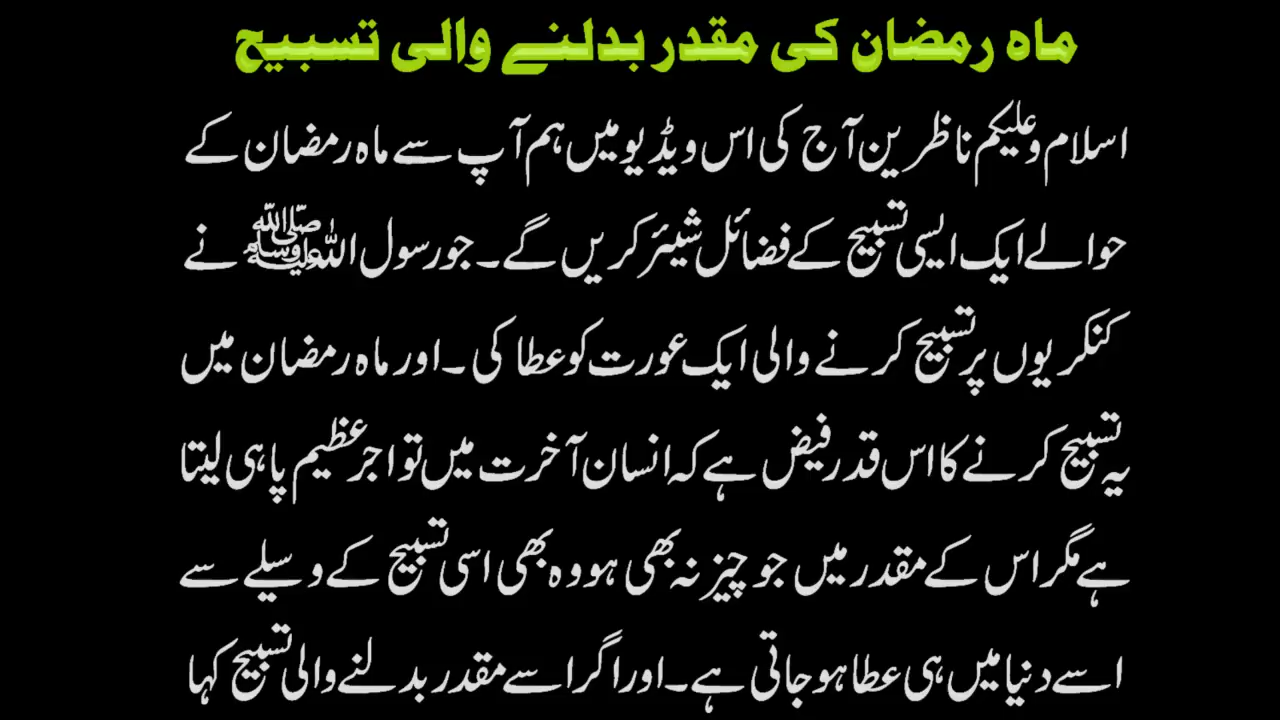 ماہ رمضان کی مقدر بدلنے والی تسبیح
اسلام وعلیکم ناظرین آج کی اس ویڈیو میں ہم آپ سے ماہ رمضان کے
حوالے ایک ایسی تسبیح کے فضائل شیئر کریں گے۔ جو رسول اللہ ﷺ نے
کنکریوں پر تسبیح کرنے والی ایک عورت کو عطا کی۔ اور ماہ رمضان میں
یہ تسبیح کرنے کا اس قدر فیض ہے کہ انسان آخرت میں تو اجر عظیم پا ہی لیتا
ہے مگر اس کے مقدر میں جو چیز نہ بھی ہو وہ بھی اسی تسبیح کے وسیلے سے
اسے دنیا میں ہی عطا ہو جاتی ہے۔ اور اگر اسے مقدر بدلنے والی تسبیح کہا